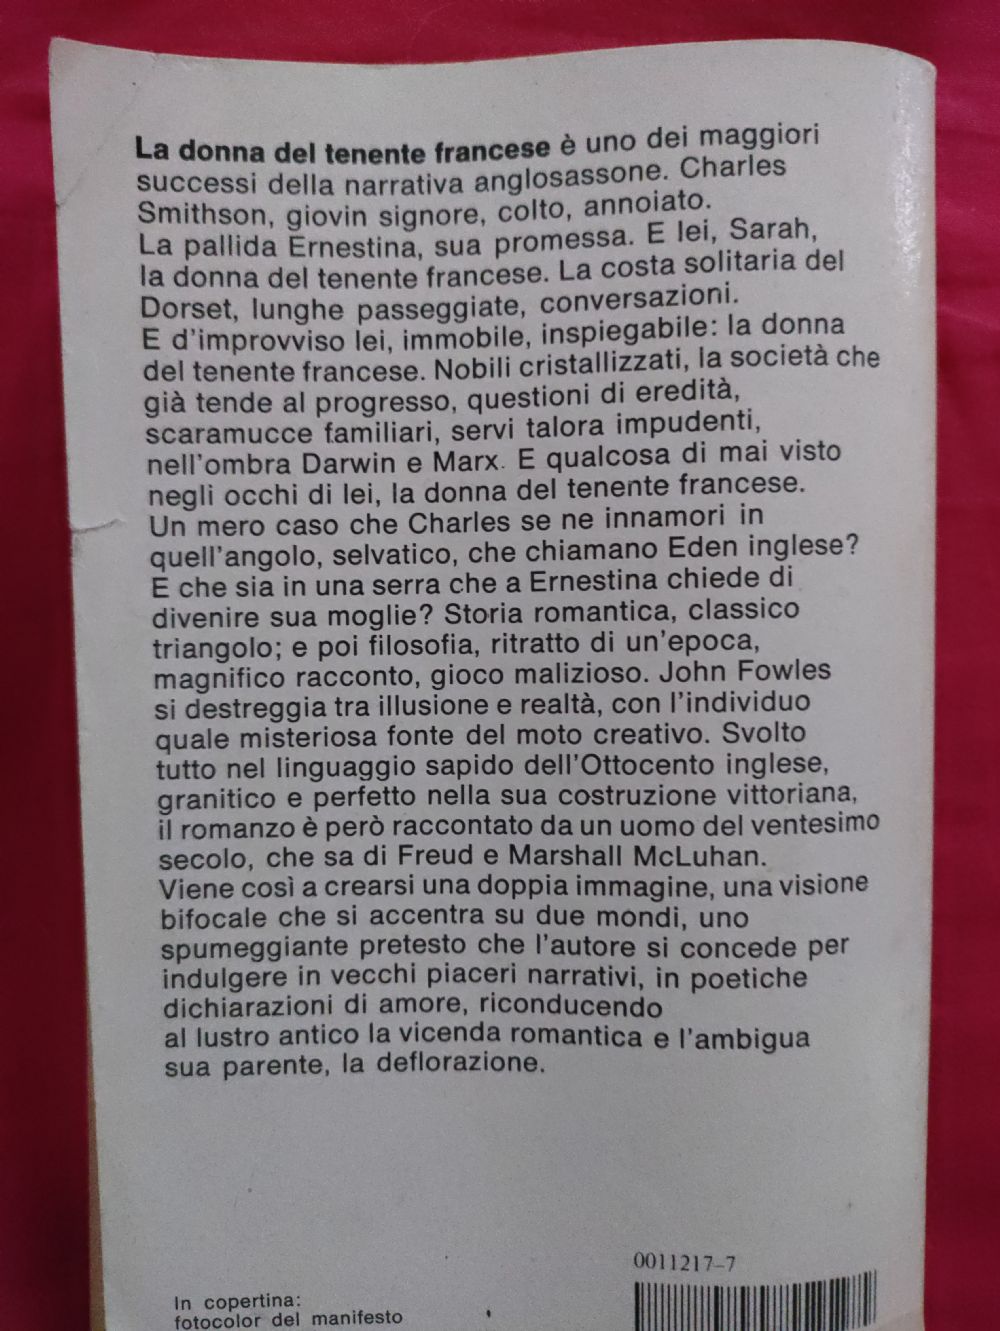 La donna del tenente francese è uno dei maggiori
successi della narrativa anglosassone. Charles
Smithson, giovin signore, colto, annoiato.
La pallida Ernestina, sua promessa. E lei, Sarah,
la donna del tenente francese. La costa solitaria del
Dorset, lunghe passeggiate, conversazioni.
E d'improvviso lei, immobile, inspiegabile: la donna
del tenente francese. Nobili cristallizzati, la società che
già tende al progresso, questioni di eredità,
scaramucce familiari, servi talora impudenti,
nell'ombra Darwin e Marx. E qualcosa di mai visto
negli occhi di lei, la donna del tenente francese.
Un mero caso che Charles se ne innamori in
quell'angolo, selvatico, che chiamano Eden inglese?
E che sia in una serra che a Ernestina chiede di
divenire sua moglie? Storia romantica, classico
triangolo; e poi filosofia, ritratto di un'epoca,
magnifico racconto, gioco malizioso. John Fowles
si destreggia tra illusione e realtà, con l'individuo
quale misteriosa fonte del moto creativo. Svolto
tutto nel linguaggio sapido dell'Ottocento inglese,
granitico e perfetto nella sua costruzione vittoriana,
il romanzo è però raccontato da un uomo del ventesimo
secolo, che sa di Freud e Marshall McLuhan.
Viene così a crearsi una doppia immagine, una visione
bifocale che si accentra su due mondi, uno
spumeggiante pretesto che l'autore si concede per
indulgere in vecchi piaceri narrativi, in poetiche
dichiarazioni di amore, riconducendo
al lustro antico la vicenda romantica e l'ambigua
sua parente, la deflorazione.
0011217-7
In copertina:
fotocolor del manifesto